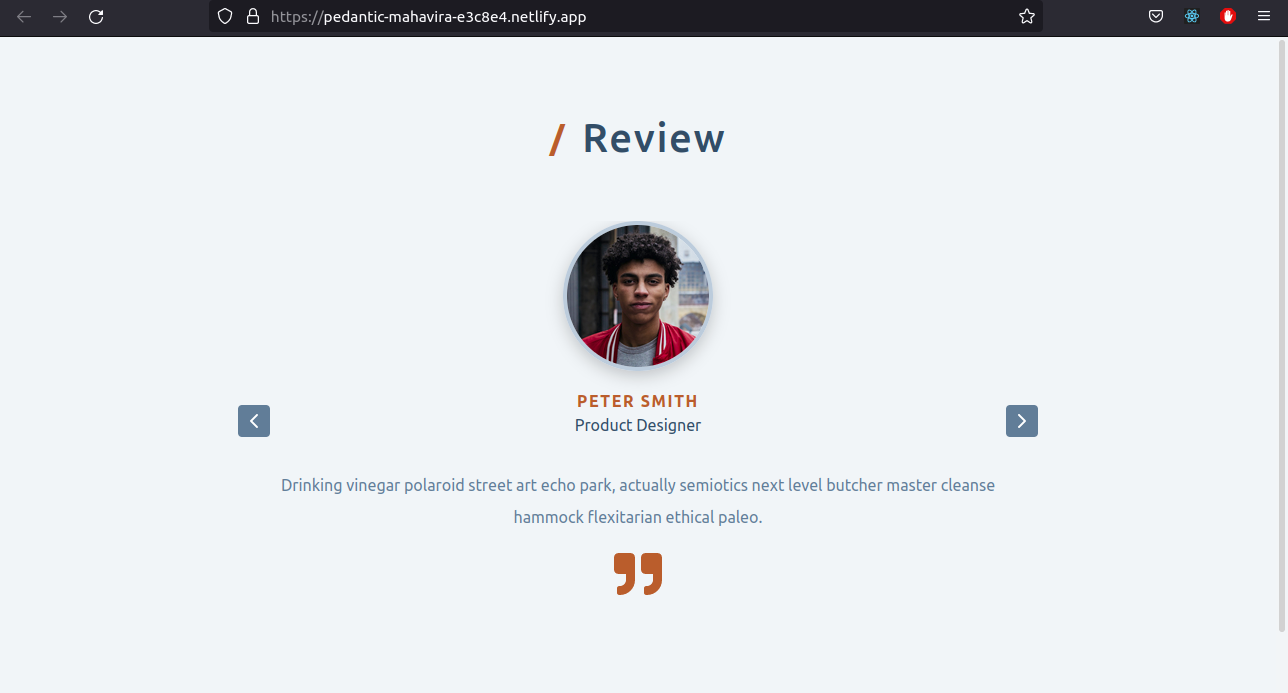 https://pedantic-mahavira-e3c8e4.netlify.app
/ Review
PETER SMITH
Product Designer
Drinking vinegar polaroid street art echo park, actually semiotics next level butcher master cleanse
hammock flexitarian ethical paleo.
”